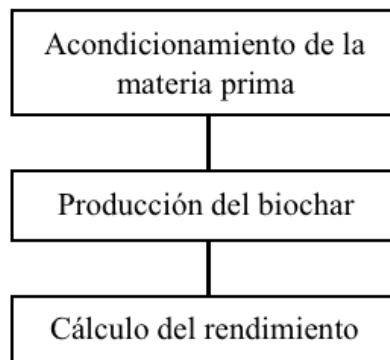 Acondicionamiento de la
materia prima
Producción del biochar
Cálculo del rendimiento